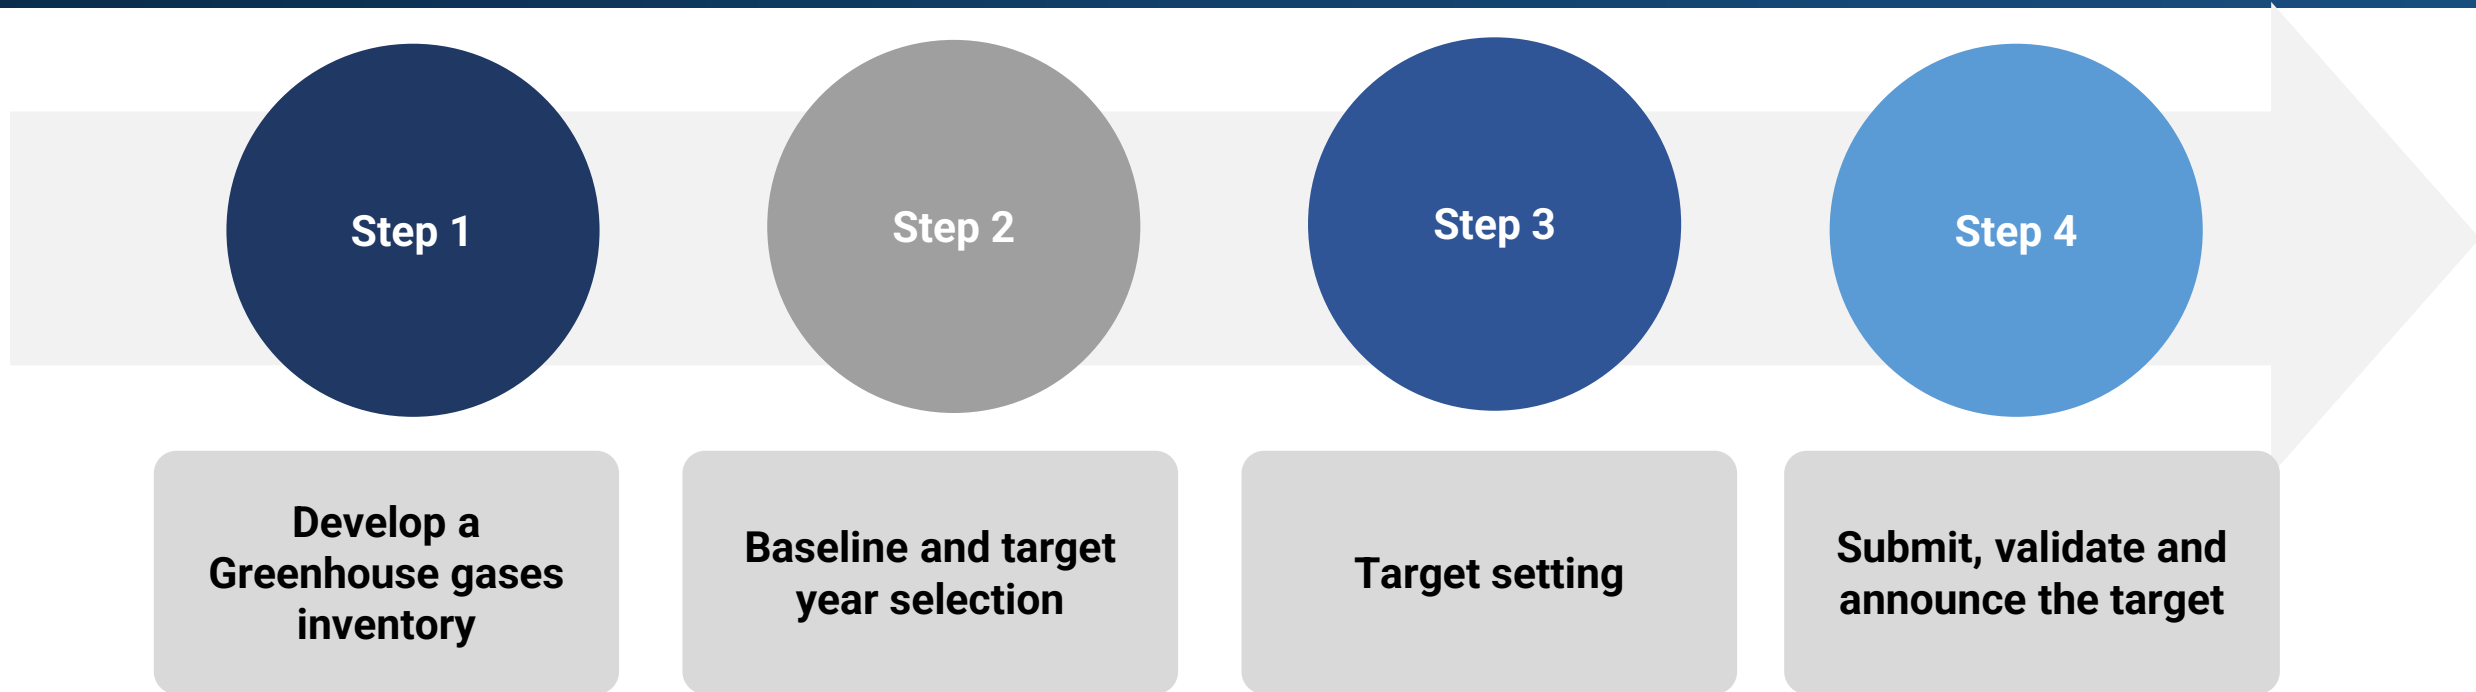 Step 1
Step 2
Step 3
Step 4
Develop a
Greenhouse gases
inventory
Baseline and target
year selection
Target setting
Submit, validate and
announce the target